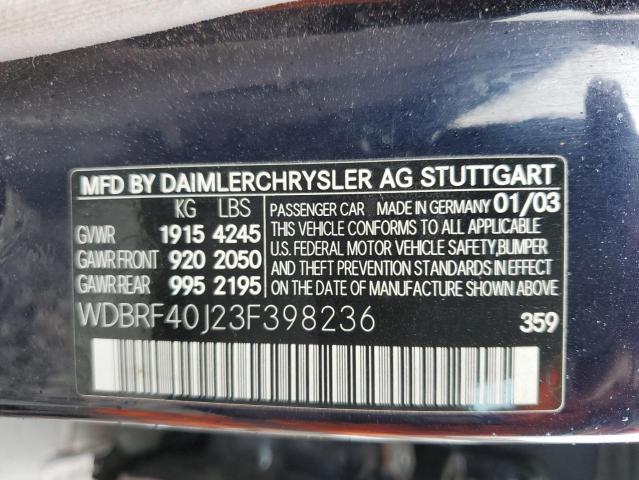 MFD BY DAIMLERCHRYSLER AG STUTTGART
KG LBS
GVWR 1915 4245
GAWR FRONT 920 2050
GAWR REAR 995 2195
PASSENGER CAR MADE IN GERMANY 01/03
THIS VEHICLE CONFORMS TO ALL APPLICABLE
U.S. FEDERAL MOTOR VEHICLE SAFETY,BUMPER
AND THEFT PREVENTION STANDARDS IN EFFECT
ON THE DATE OF MANUFACTURE SHOWN ABOVE.
WDBRF40J23F398236 359